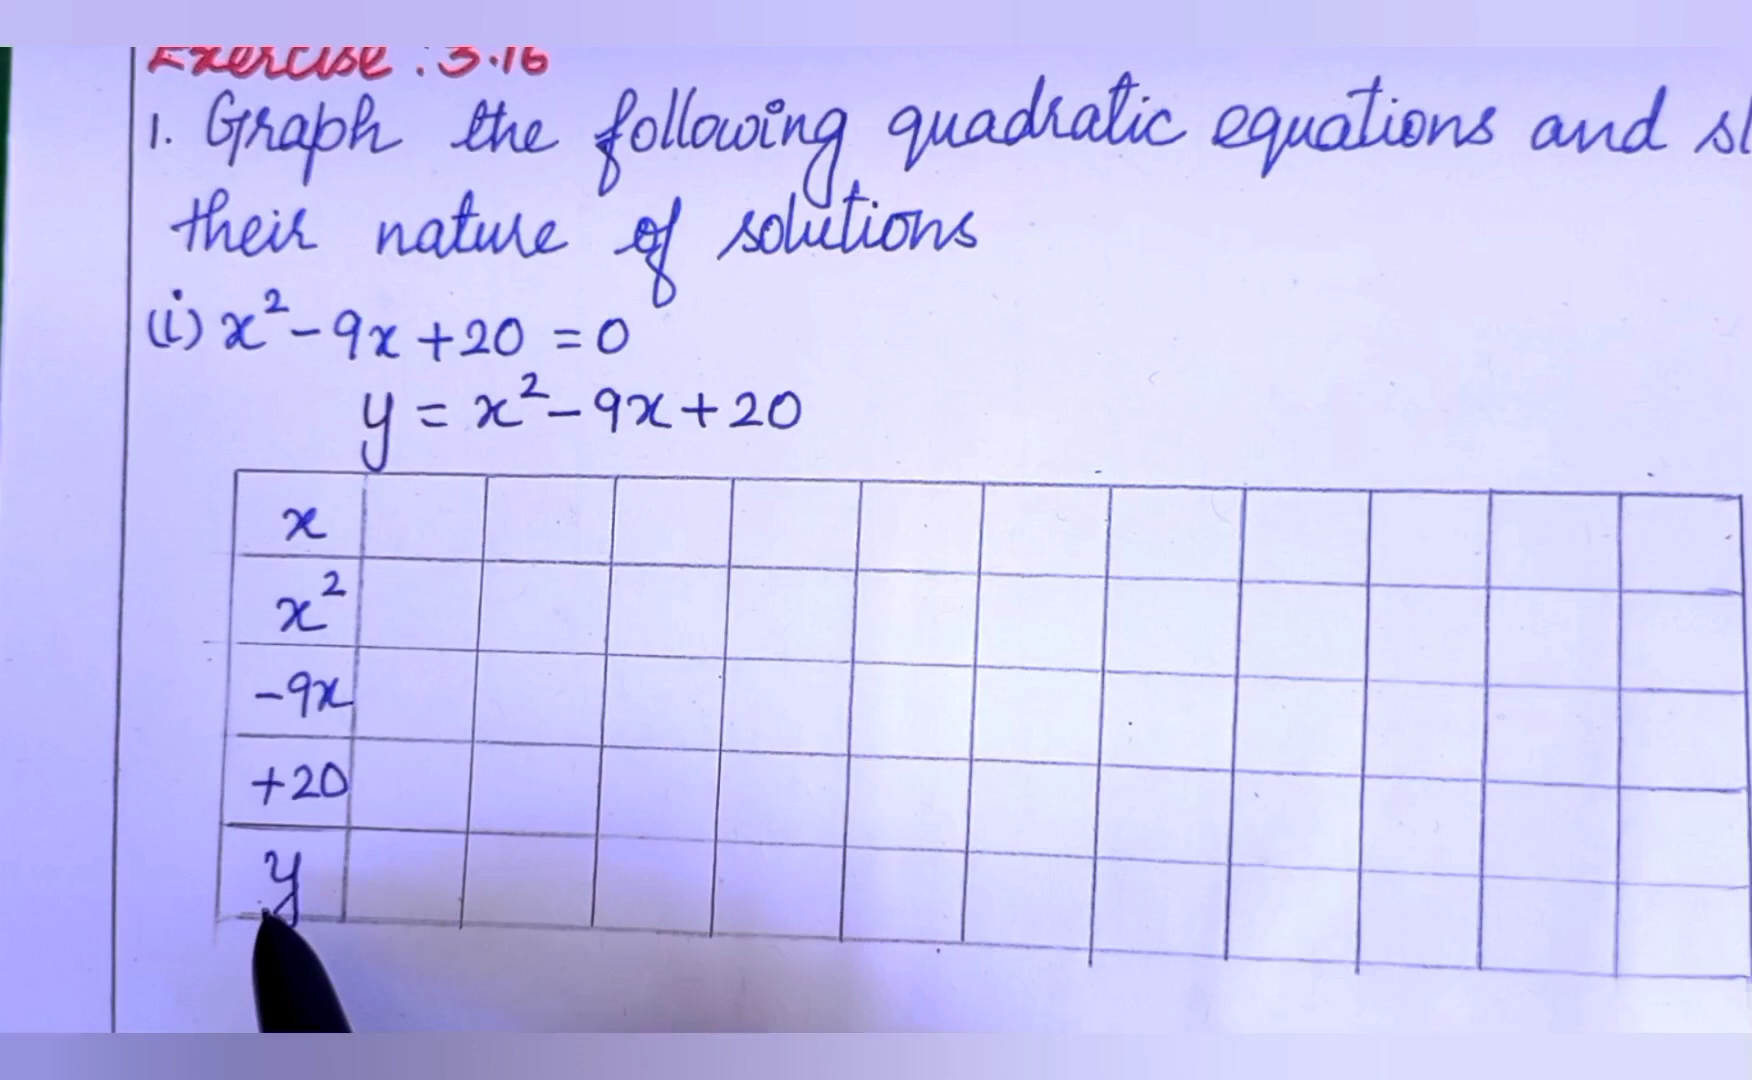 Exercise : 3.16
1. Graph the following quadratic equations and
their nature of solutions
(i) x² - 9x + 20 = 0
y = x² - 9x + 20
x
x²
-9x
+20
y